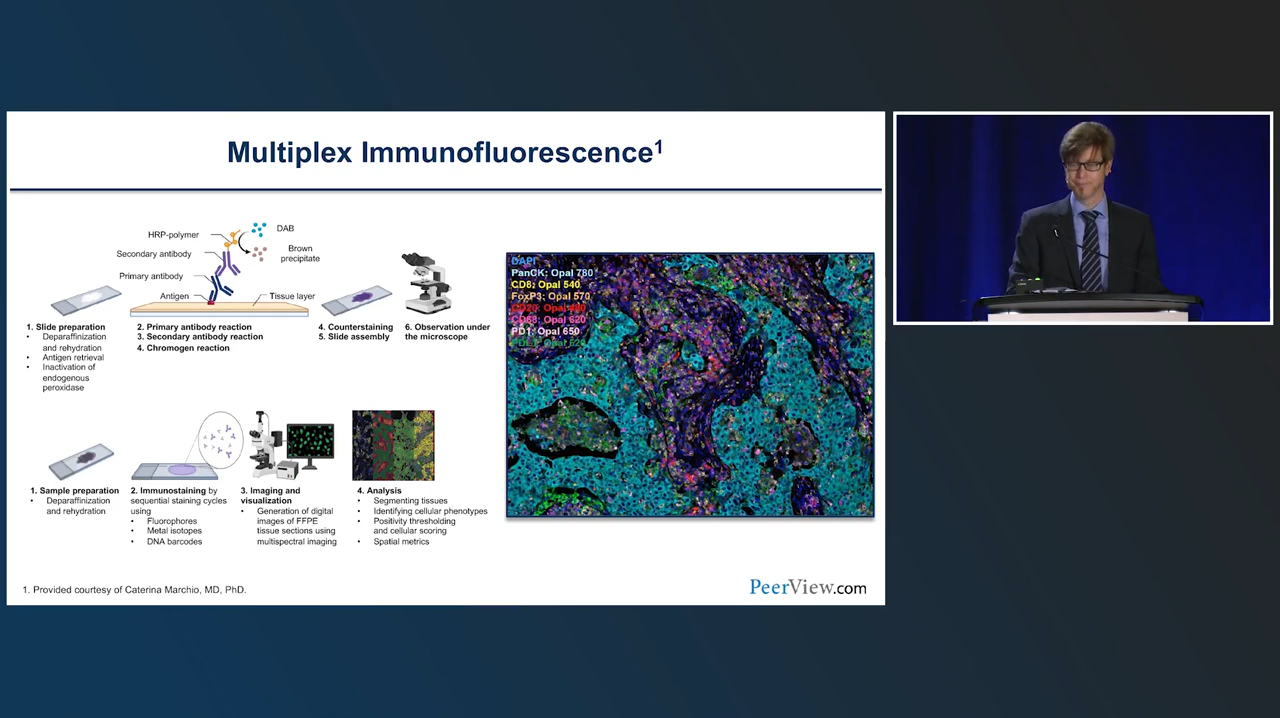 Multiplex Immunofluorescence1
HRP-polymer
DAB
Secondary antibody
Brown
precipitate
Primary antibody
Antigen
Tissue layer
1. Slide preparation
• Deparaffinization
and rehydration
• Antigen retrieval
• Inactivation of
endogenous
peroxidase
2. Primary antibody reaction
3. Secondary antibody reaction
4. Chromogen reaction
4. Counterstaining
5. Slide assembly
6. Observation under
the microscope
1. Sample preparation
• Deparaffinization
and rehydration
2. Immunostaining by
sequential staining cycles
using
• Fluorophores
• Metal isotopes
• DNA barcodes
3. Imaging and
visualization
• Generation of digital
images of FFPE
tissue sections using
multispectral imaging
4. Analysis
• Segmenting tissues
• Identifying cellular phenotypes
• Positivity thresholding
and cellular scoring
• Spatial metrics
DAPI
PanCK: Opal 780
CD8: Opal 540
FoxP3: Opal 570
CD20: Opal
CD68: Opal 620
PD1: Opal 650
Opal
1. Provided courtesy of Caterina Marchio, MD, PhD.
PeerView.com